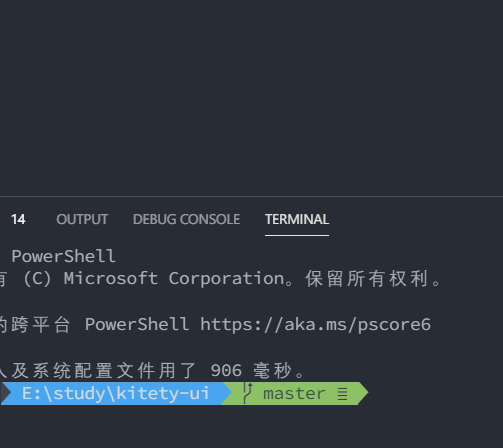 14 OUTPUT DEBUG CONSOLE TERMINAL
PowerShell
(C) Microsoft Corporation。保留所有权利。
的跨平台 PowerShell https://aka.ms/pscore6
及系统配置文件用了 906 毫秒。
E:\study\kitety-ui master ≣